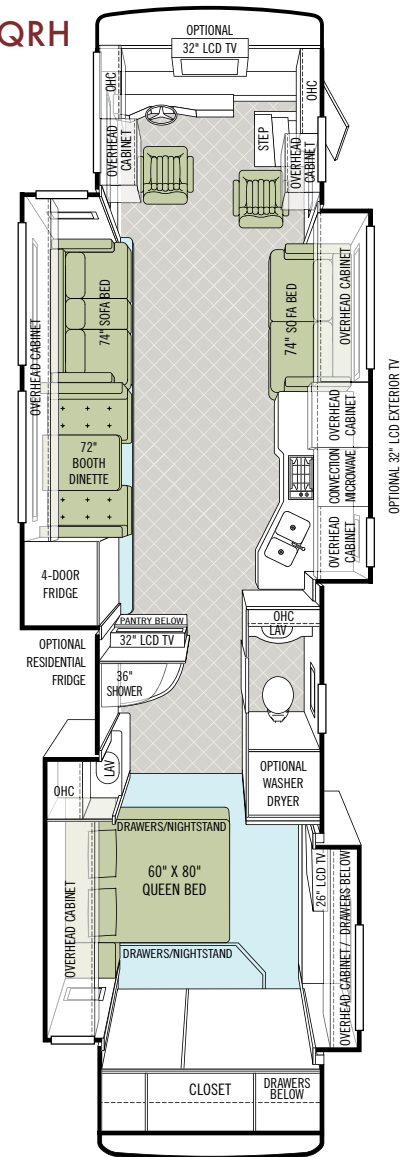 QRH
OPTIONAL
32" LCD TV
OHC
OHC
OVERHEAD
CABINET
STEP
OVERHEAD
CABINET
OVERHEAD CABINET
74" SOFA BED
74" SOFA BED
OVERHEAD CABINET
72"
BOOTH
DINETTE
OVERHEAD
CABINET
CONVECTION
MICROWAVE
OVERHEAD
CABINET
OPTIONAL 32" LCD EXTERIOR TV
4-DOOR
FRIDGE
OPTIONAL
RESIDENTIAL
FRIDGE
PANTRY BELOW
32" LCD TV
36"
SHOWER
OHC
LAV
LAV
OHC
OPTIONAL
WASHER
DRYER
DRAWERS/NIGHTSTAND
60" X 80"
QUEEN BED
OVERHEAD CABINET
DRAWERS/NIGHTSTAND
26" LCD TV
OVERHEAD CABINET/ DRAWERS BELOW
CLOSET
DRAWERS
BELOW